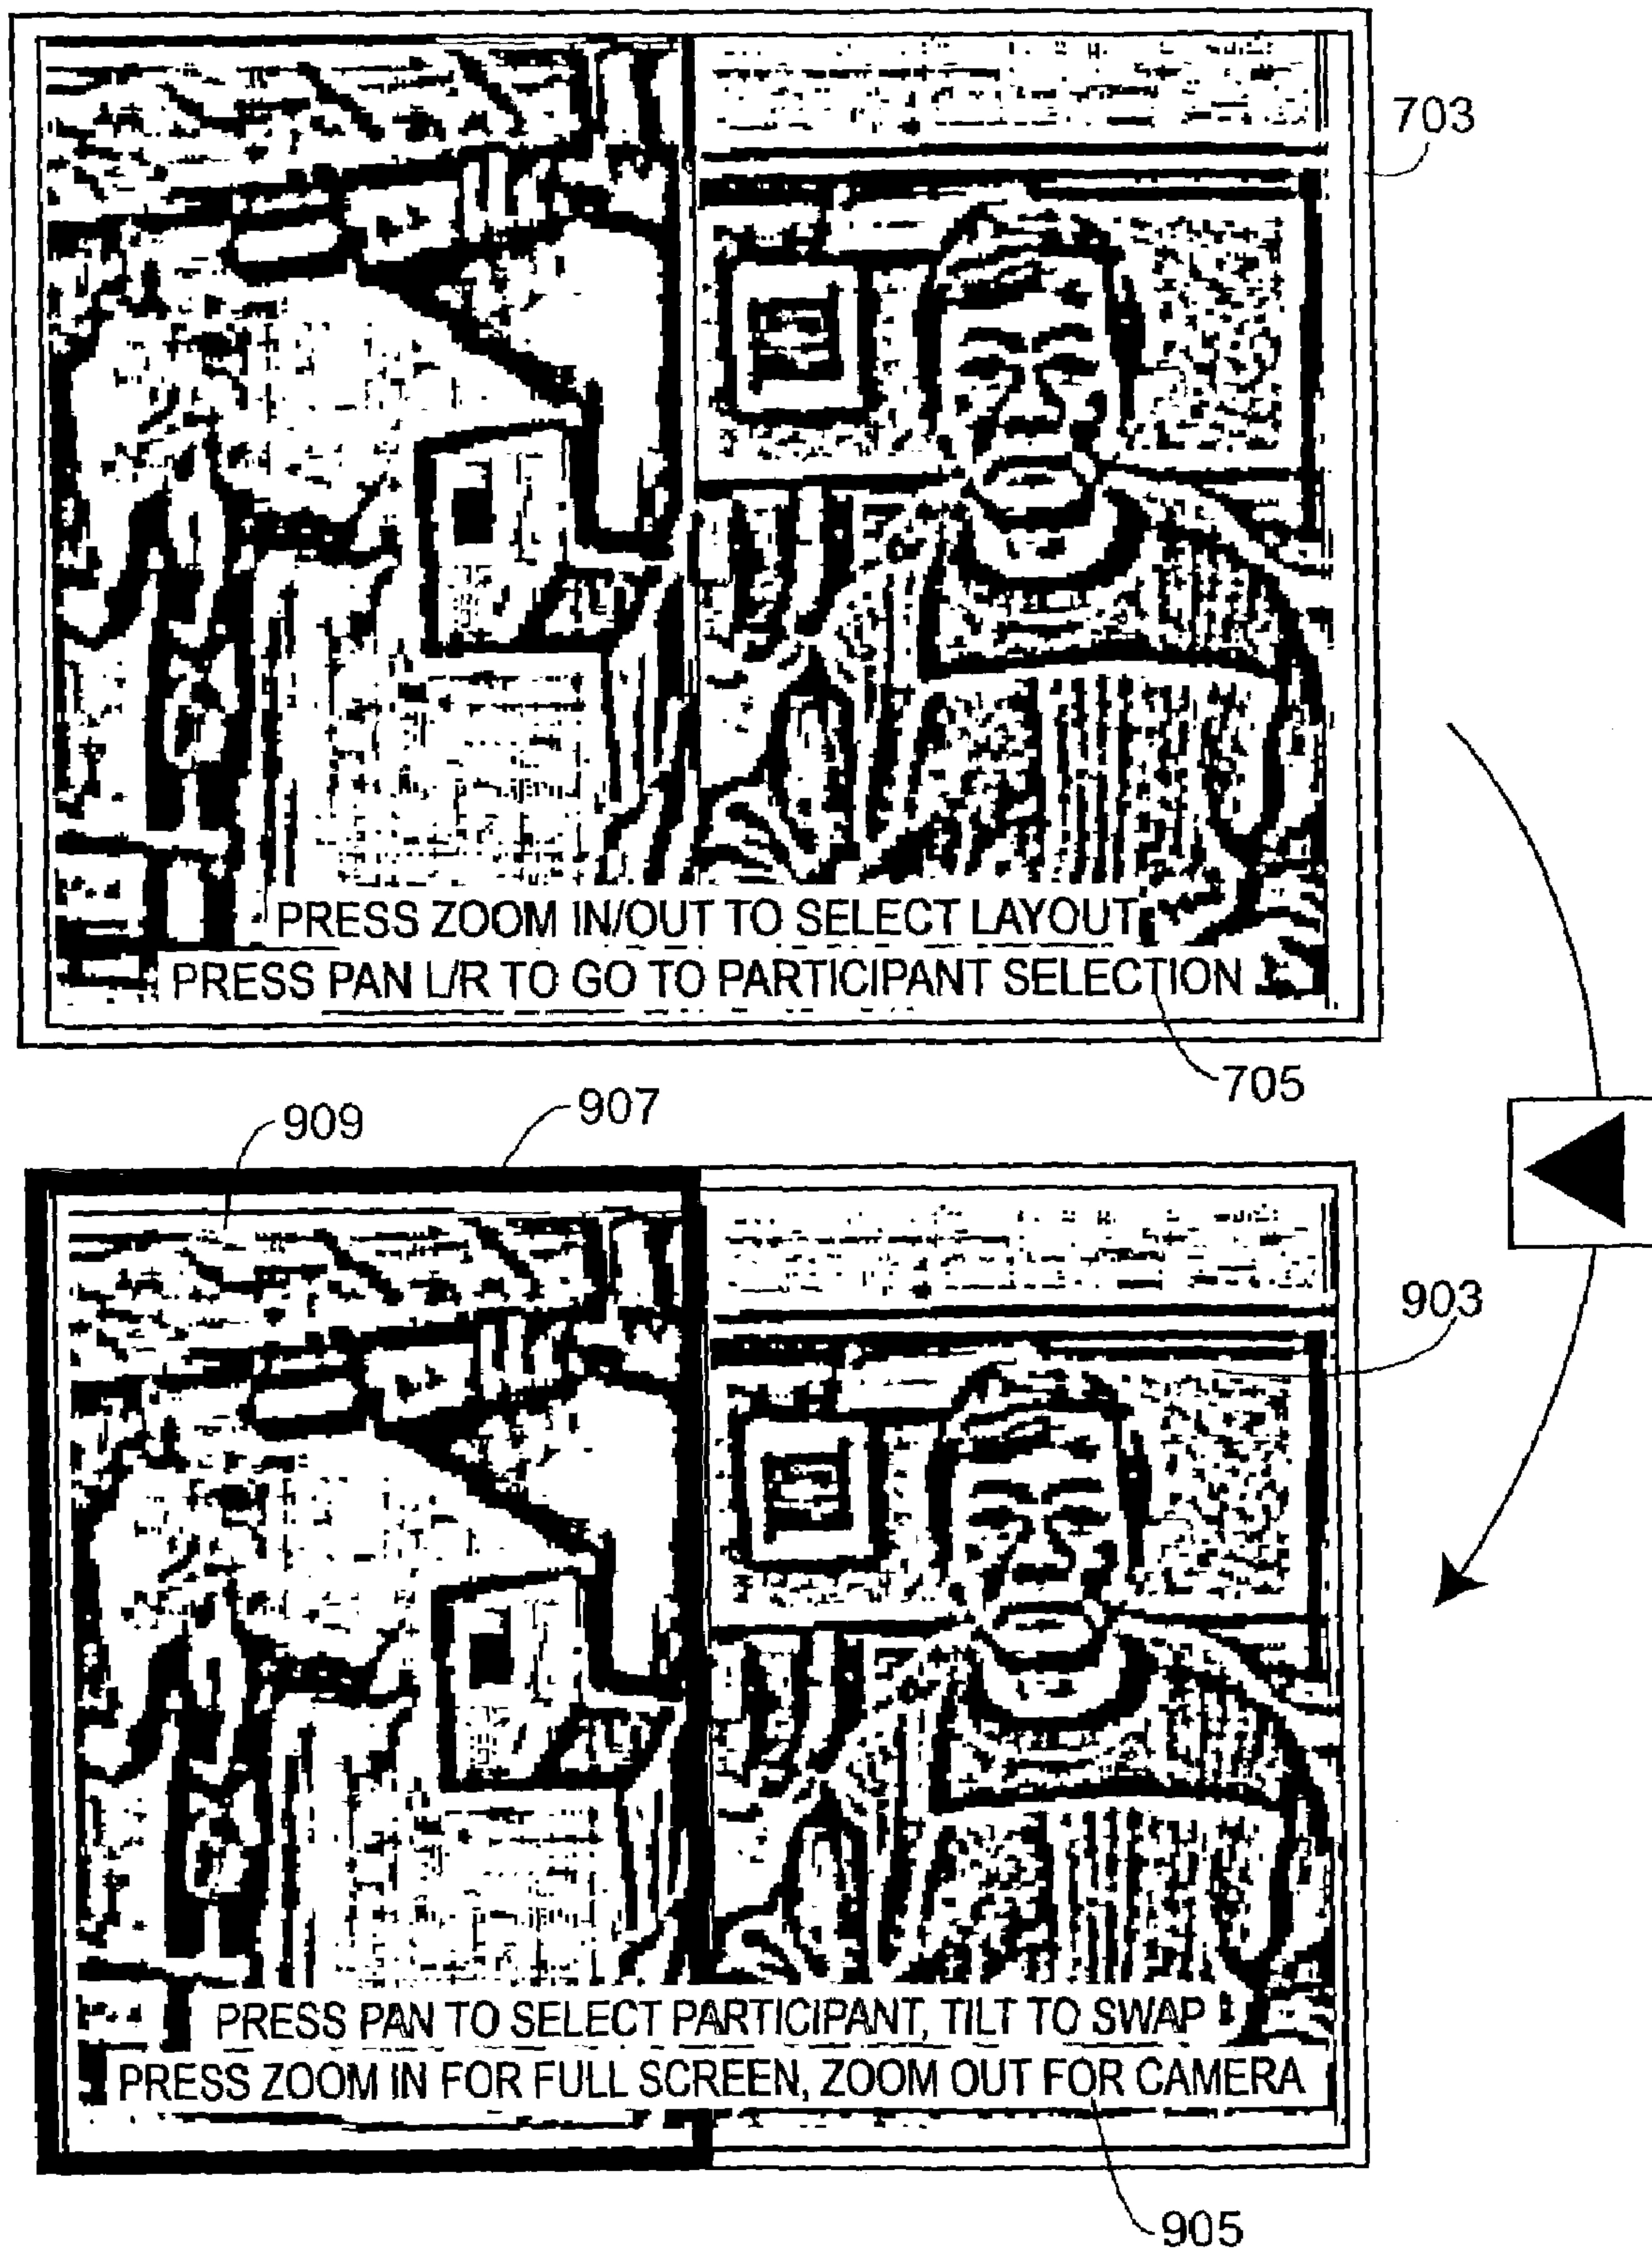 703
PRESS ZOOM IN/OUT TO SELECT LAYOUT
PRESS PAN L/R TO GO TO PARTICIPANT SELECTION
705
909
907
903
PRESS PAN TO SELECT PARTICIPANT, TILT TO SWAP
PRESS ZOOM IN FOR FULL SCREEN, ZOOM OUT FOR CAMERA
905